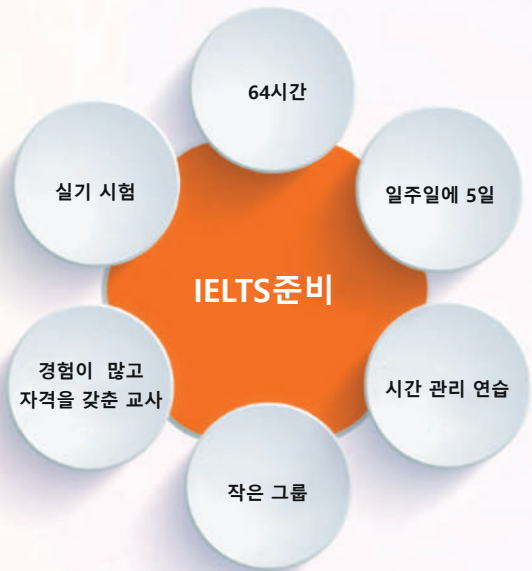 64시간
일주일에 5일
시간 관리 연습
작은 그룹
경험이 많고
자격을 갖춘 교사
실기 시험
IELTS준비